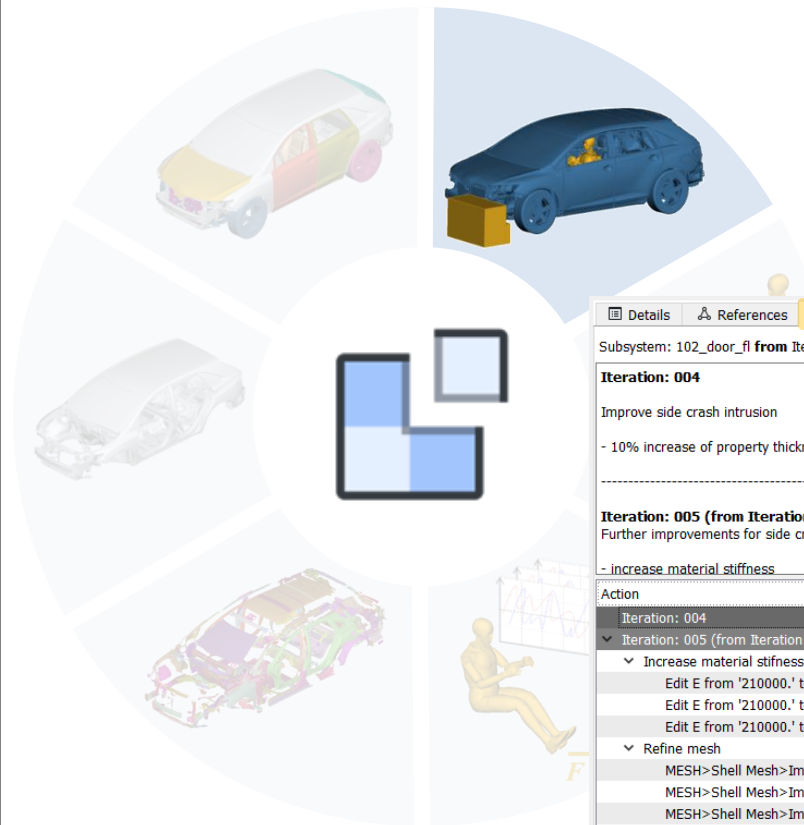 Details
References
Subsystem: 102_door_fl from Ite
Iteration: 004
Improve side crash intrusion
- 10% increase of property thick
Iteration: 005 (from Iteration
Further improvements for side cr
- increase material stiffness
Action
Iteration: 004
Iteration: 005 (from Iteration
Increase material stifness
Edit E from '210000.' t
Edit E from '210000.' t
Edit E from '210000.' t
Refine mesh
F
MESH>Shell Mesh>Im
MESH>Shell Mesh>Im
MESH>Shell Mesh>Im